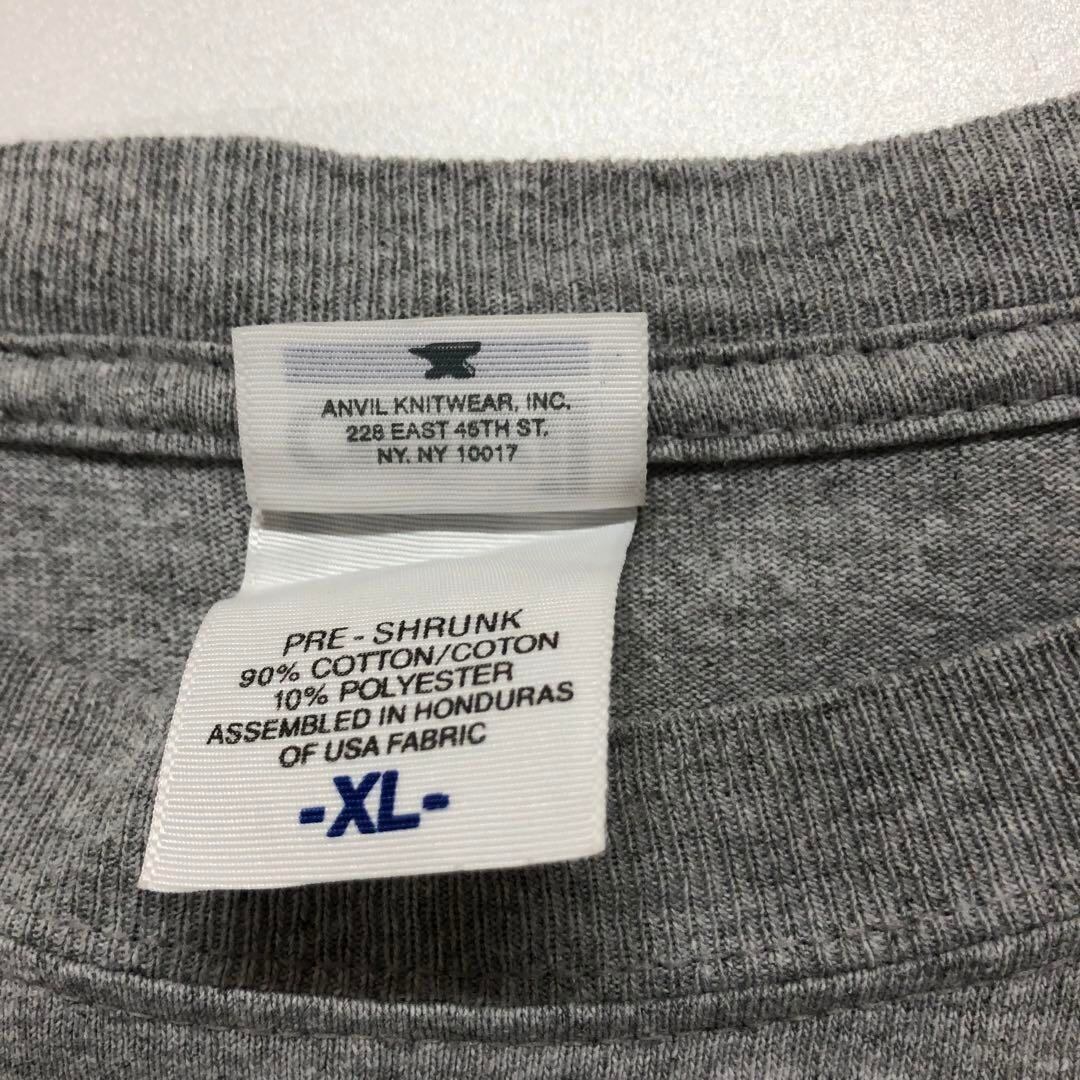 ANVIL KNITWEAR, INC.
228 EAST 45TH ST.
NY, NY 10017
PRE - SHRUNK
90% COTTON/COTON
10% POLYESTER
ASSEMBLED IN HONDURAS
OF USA FABRIC
-XL-